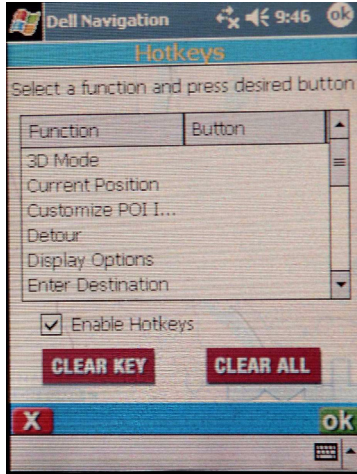 Dell Navigation 9:46 ok
Hotkeys
Select a function and press desired button
Function Button
3D Mode
Current Position
Customize POI I...
Detour
Display Options
Enter Destination
Enable Hotkeys
CLEAR KEY CLEAR ALL
X ok